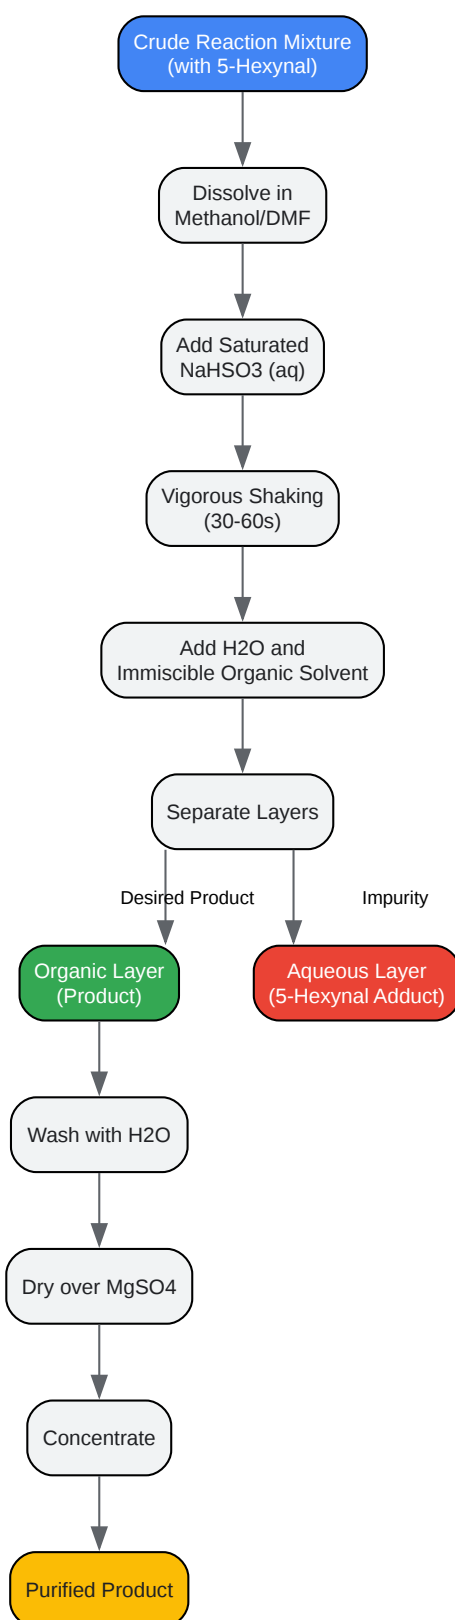 Crude Reaction Mixture
(with 5-Hexynal)
Dissolve in
Methanol/DMF
Add Saturated
NaHSO3 (aq)
Vigorous Shaking
(30-60s)
Add H2O and
Immiscible Organic Solvent
Separate Layers
Desired Product
Impurity
Organic Layer
(Product)
Aqueous Layer
(5-Hexynal Adduct)
Wash with H2O
Dry over MgSO4
Concentrate
Purified Product